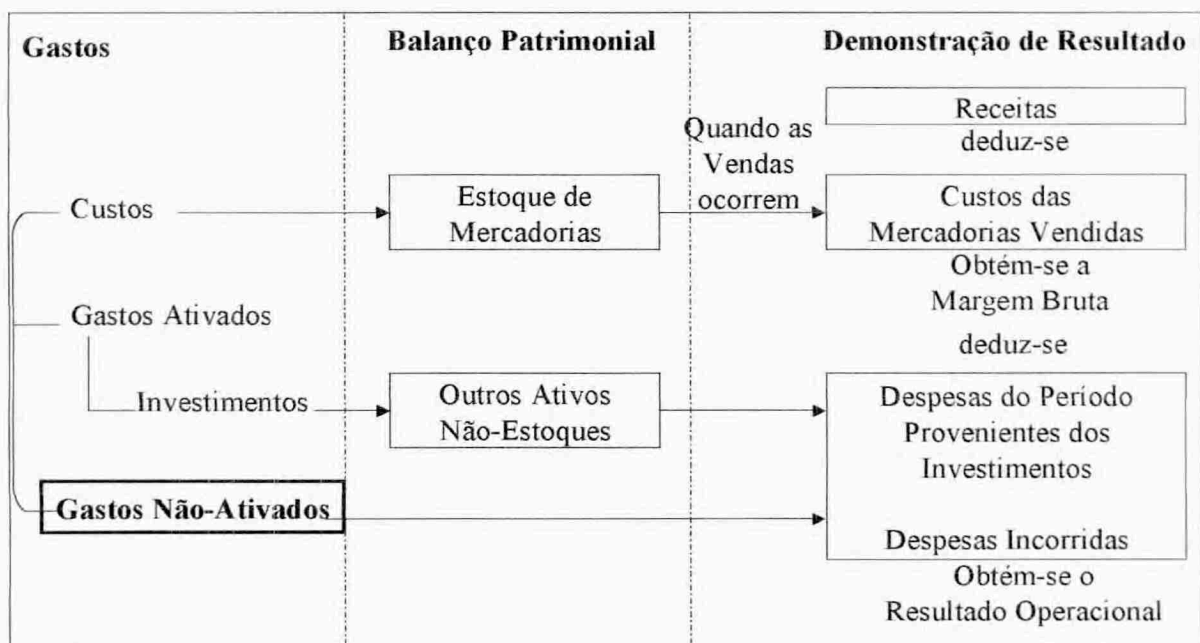 Gastos
Balanço Patrimonial
Demonstração de Resultado
Receitas
deduz-se
Quando as
Vendas
ocorrem
Custos
Estoque de
Mercadorias
Custos das
Mercadorias Vendidas
Obtém-se a
Margem Bruta
deduz-se
Gastos Ativados
Investimentos
Outros Ativos
Não-Estoques
Despesas do Período
Provenientes dos
Investimentos
Gastos Não-Ativados
Despesas Incorridas
Obtém-se o
Resultado Operacional